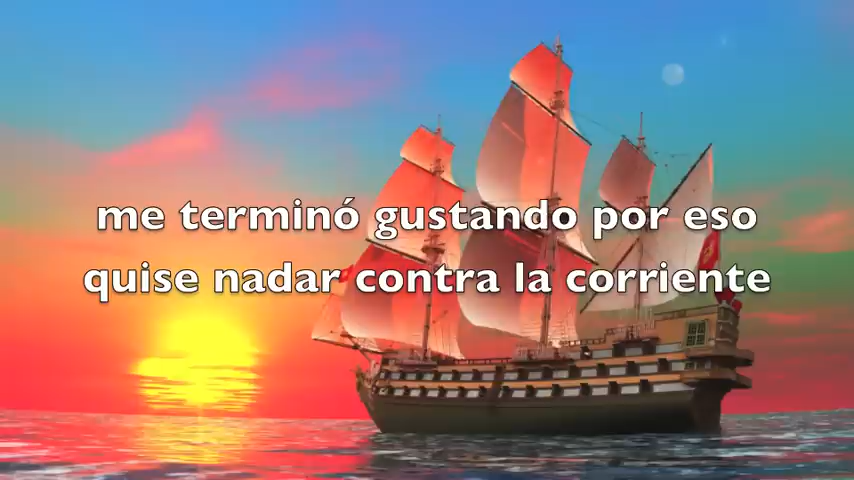 me terminó gustando por eso
quise nadar contra la corriente